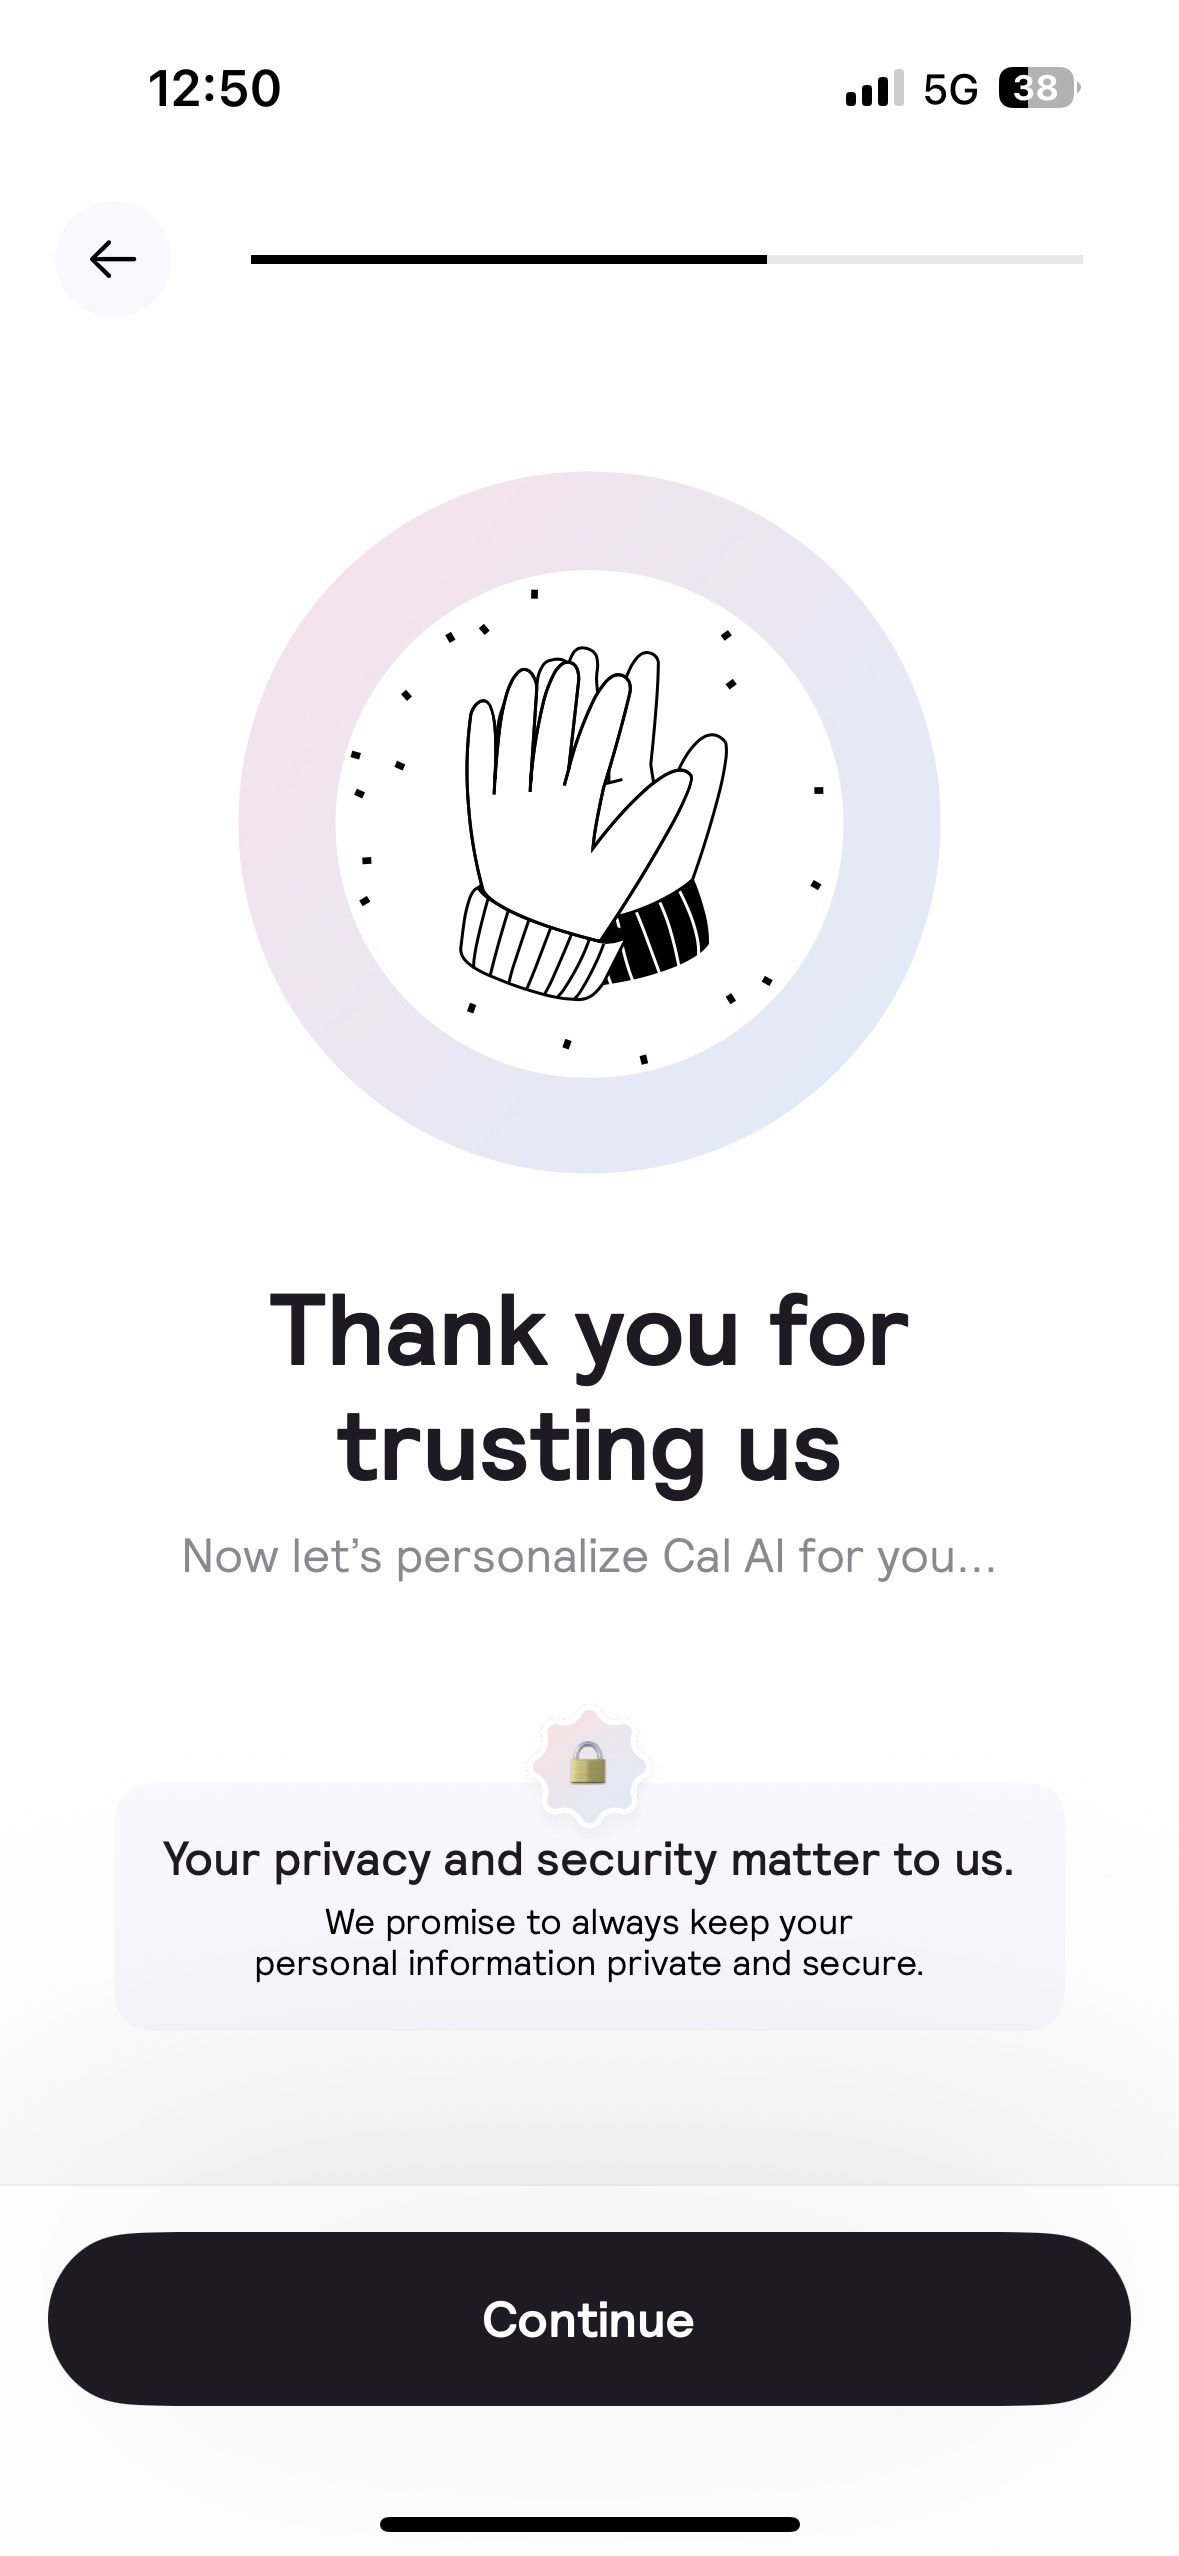 12:50
5G
38
Thank you for
trusting us
Now let’s personalize Cal AI for you...
Your privacy and security matter to us.
We promise to always keep your
personal information private and secure.
Continue